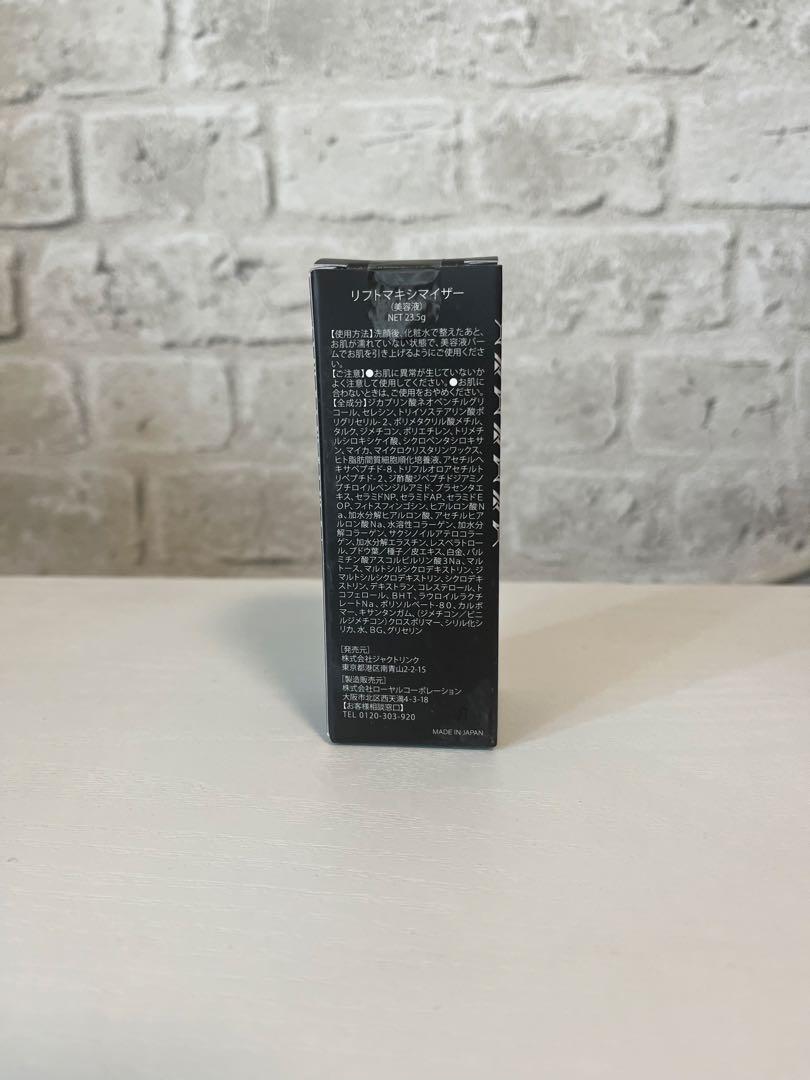 リフトマキシマイザー
(美容液)
NET 23.5g
【使用方法】洗顔後、化粧水で整えたあと、
お肌が濡れていない状態で、美容液バー
ムでお肌を引き上げるようにご使用くださ
い。
【ご注意】●お肌に異常が生じていないか
よく注意して使用してください。●お肌に
合わないときは、ご使用をおやめください。
【全成分】ジカプリン酸ネオペンチルグリ
コール、セレシン、トリイソステアリン酸ポ
リグリセリル-2、ポリメタクリル酸メチル、
タルク、ジメチコン、ポリエチレン、トリメチ
ルシロキシケイ酸、シクロペンタシロキサ
ン、マイカ、マイクロクリスタリンワックス、
ヒト脂肪間質細胞順化培養液、アセチルヘ
キサペプチド-8、トリフルオロアセチルト
リペプチド-2、ジ酢酸ジペプチドジアミノ
ブチロイルベンジルアミド、プラセンタエ
キス、セラミドNP、セラミドAP、セラミドE
OP、フィトスフィンゴシン、ヒアルロン酸N
a、加水分解ヒアルロン酸、アセチルヒア
ルロン酸Na、水溶性コラーゲン、加水分
解コラーゲン、サクシノイルアテロコラー
ゲン、加水分解エラスチン、レスベラトロー
ル、ブドウ葉/種子/皮エキス、白金、パル
ミチン酸アスコルビルリン酸3Na、マル
トース、マルトシルシクロデキストリン、ジ
マルトシルシクロデキストリン、シクロデキ
ストリン、デキストラン、コレステロール、ト
コフェロール、BHT、ラウロイルラクチ
レートNa、ポリソルベート-80、カルボ
マー、キサンタンガム、(ジメチコン/ビニ
ルジメチコン)クロスポリマー、シリル化シ
リカ、水、BG、グリセリン
[発売元]
株式会社ジャクトリンク
東京都港区南青山2-2-15
[製造販売元]
株式会社ローヤルコーポレーション
大阪市北区西天満4-3-18
【お客様相談窓口】
TEL 0120-303-920
MADE IN JAPAN